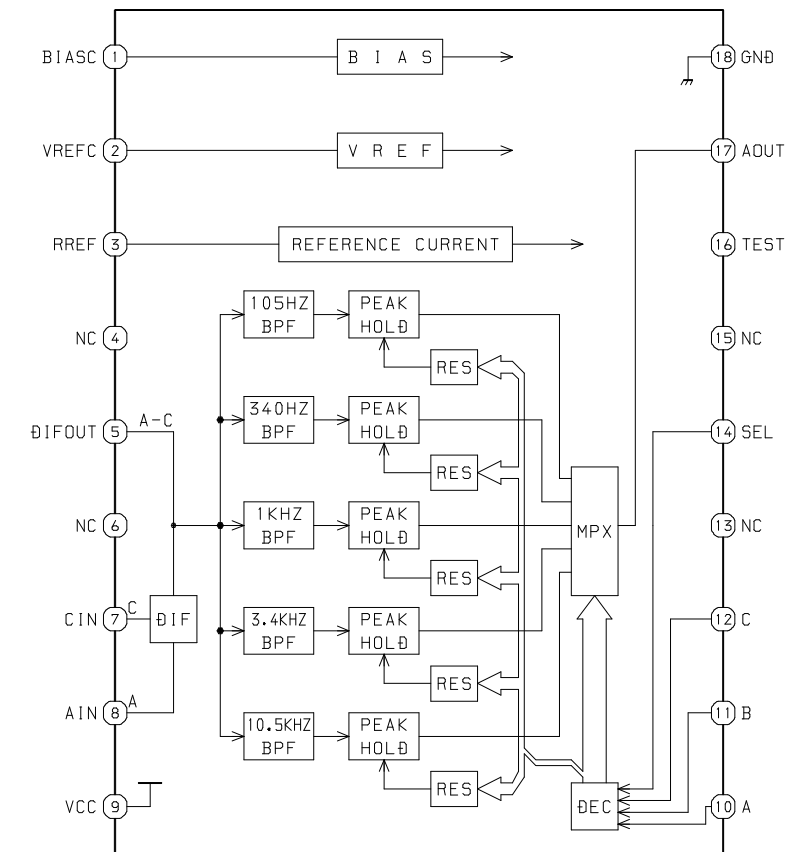 BIASC 1 B I A S 18 GND
VREFC 2 V R E F 17 AOUT
RREF 3 REFERENCE CURRENT 16 TEST
105HZ BPF
PEAK HOLD
NC 4
15 NC
RES
DIFOUT 5 A-C
340HZ BPF
PEAK HOLD
14 SEL
RES
NC 6
1KHZ BPF
PEAK HOLD
MPX
13 NC
RES
CIN 7 C DIF
3.4KHZ BPF
PEAK HOLD
12 C
RES
AIN 8 A
10.5KHZ BPF
PEAK HOLD
11 B
RES
VCC 9
DEC
10 A